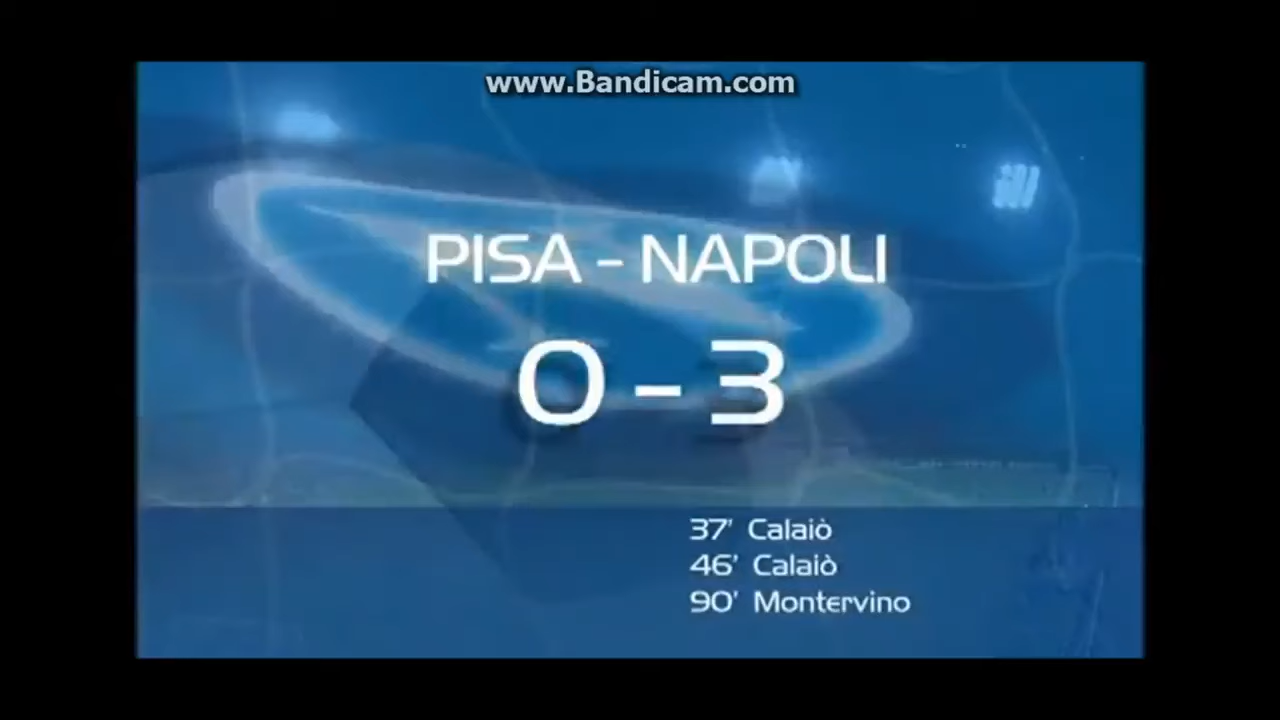 www.Bandicam.com
PISA - NAPOLI
0 - 3
37' Calaiò
46' Calaiò
90' Montervino